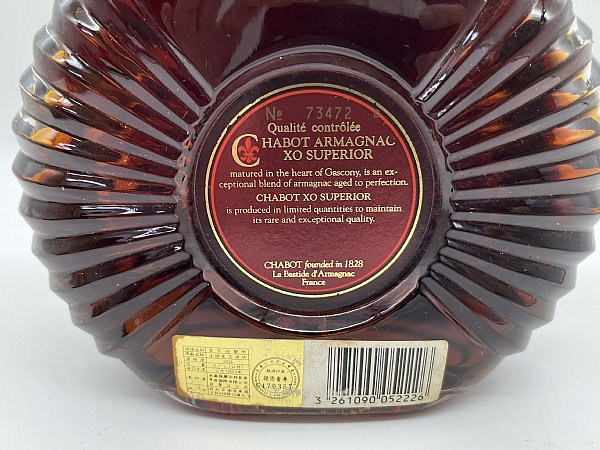 № 73472
Qualité contrôlée
CHABOT ARMAGNAC
XO SUPERIOR
matured in the heart of Gascony, is an ex-
ceptional blend of armagnac aged to perfection.
CHABOT XO SUPERIOR
is produced in limited quantities to maintain
its rare and exceptional quality.
CHABOT founded in 1828
La Bastide d'Armagnac
France
3 261090 052226